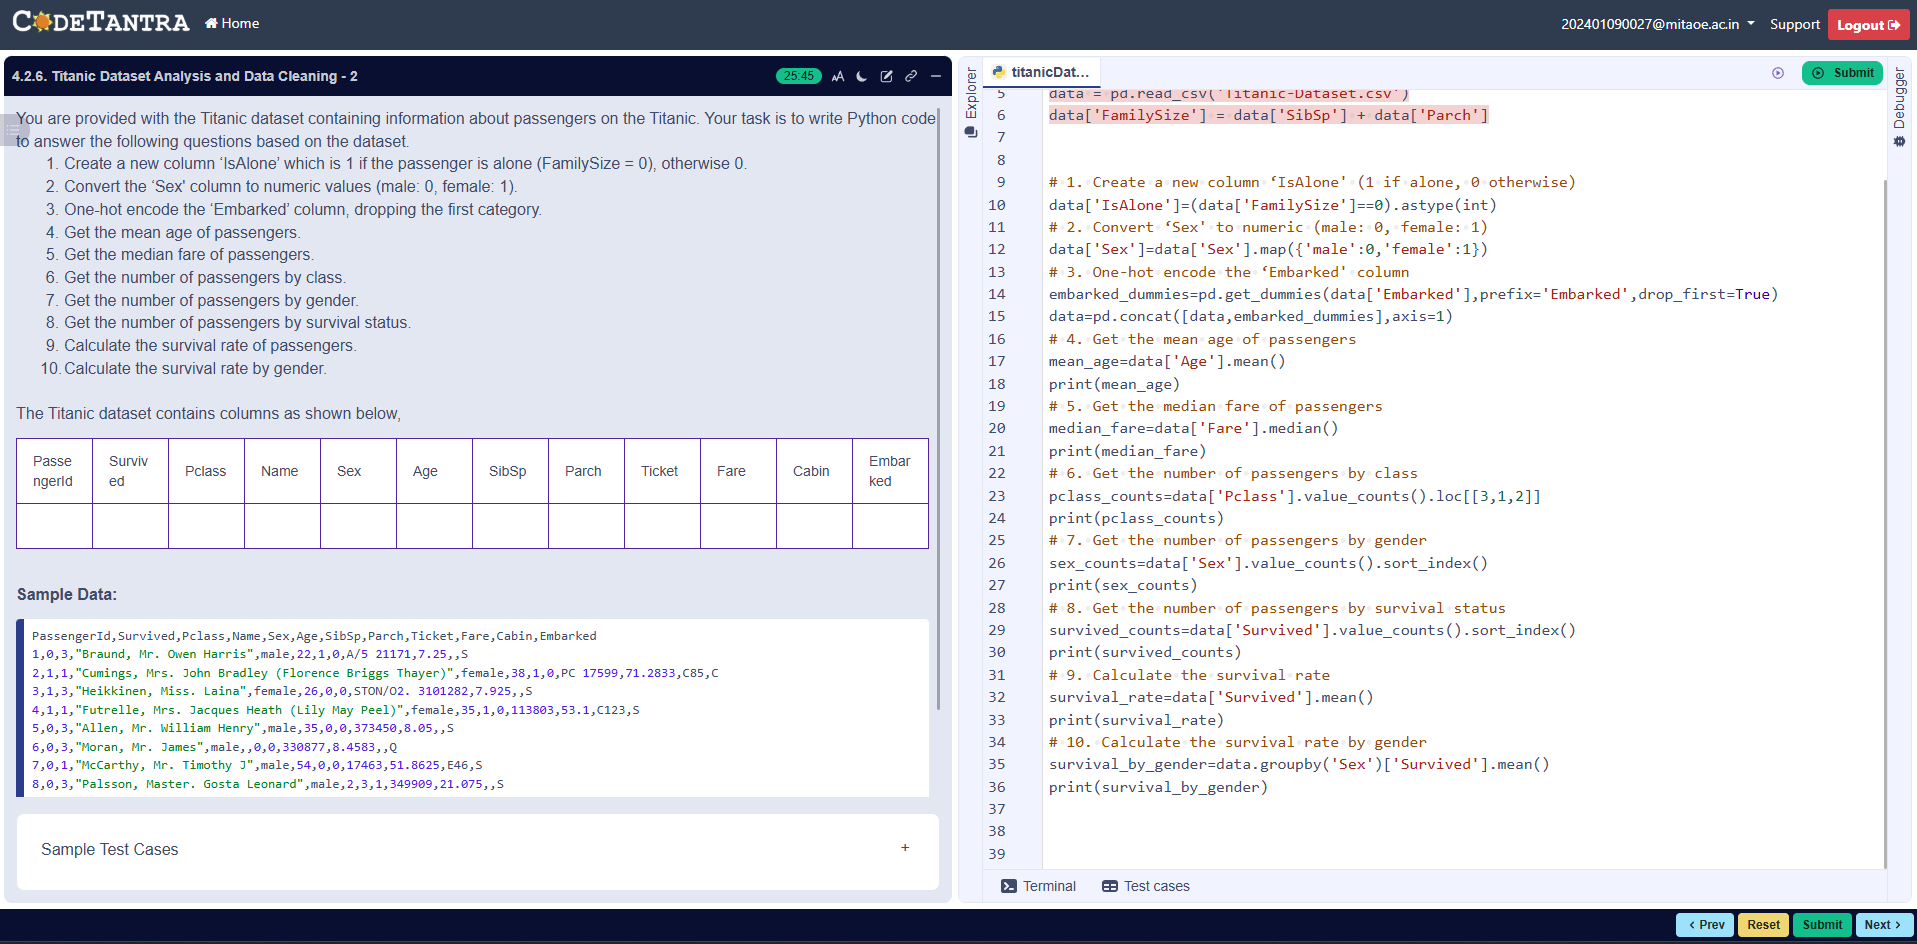 CODETANTRA
Home
202401090027@mitaoe.ac.in
Support
Logout
4.2.6. Titanic Dataset Analysis and Data Cleaning - 2
25:45
You are provided with the Titanic dataset containing information about passengers on the Titanic. Your task is to write Python code
to answer the following questions based on the dataset.
1. Create a new column ‘IsAlone’ which is 1 if the passenger is alone (FamilySize = 0), otherwise 0.
2. Convert the ‘Sex' column to numeric values (male: 0, female: 1).
3. One-hot encode the ‘Embarked’ column, dropping the first category.
4. Get the mean age of passengers.
5. Get the median fare of passengers.
6. Get the number of passengers by class.
7. Get the number of passengers by gender.
8. Get the number of passengers by survival status.
9. Calculate the survival rate of passengers.
10. Calculate the survival rate by gender.
The Titanic dataset contains columns as shown below,
Passe
ngerId
Surviv
ed
Pclass
Name
Sex
Age
SibSp
Parch
Ticket
Fare
Cabin
Embar
ked
Sample Data:
PassengerId,Survived,Pclass,Name,Sex,Age,SibSp,Parch,Ticket,Fare,Cabin,Embarked
1,0,3,"Braund, Mr. Owen Harris",male,22,1,0,A/5 21171,7.25,,S
2,1,1,"Cumings, Mrs. John Bradley (Florence Briggs Thayer)",female,38,1,0,PC 17599,71.2833,C85,C
3,1,3,"Heikkinen, Miss. Laina",female,26,0,0,STON/O2. 3101282,7.925,,S
4,1,1,"Futrelle, Mrs. Jacques Heath (Lily May Peel)",female,35,1,0,113803,53.1,C123,S
5,0,3,"Allen, Mr. William Henry",male,35,0,0,373450,8.05,,S
6,0,3,"Moran, Mr. James",male,,0,0,330877,8.4583,,Q
7,0,1,"McCarthy, Mr. Timothy J",male,54,0,0,17463,51.8625,E46,S
8,0,3,"Palsson, Master. Gosta Leonard",male,2,3,1,349909,21.075,,S
Sample Test Cases
+
Explorer
titanicDat...
Submit
Debugger
5 data = pd.read_csv('Titanic-Dataset.csv')
6 data['FamilySize'] = data['SibSp'] + data['Parch']
7
8
9 # 1. Create a new column ‘IsAlone' (1 if alone, 0 otherwise)
10 data['IsAlone']=(data['FamilySize']==0).astype(int)
11 # 2. Convert ‘Sex' to numeric (male: 0, female: 1)
12 data['Sex']=data['Sex'].map({'male':0,'female':1})
13 # 3. One-hot encode the ‘Embarked' column
14 embarked_dummies=pd.get_dummies(data['Embarked'],prefix='Embarked',drop_first=True)
15 data=pd.concat([data,embarked_dummies],axis=1)
16 # 4. Get the mean age of passengers
17 mean_age=data['Age'].mean()
18 print(mean_age)
19 # 5. Get the median fare of passengers
20 median_fare=data['Fare'].median()
21 print(median_fare)
22 # 6. Get the number of passengers by class
23 pclass_counts=data['Pclass'].value_counts().loc[[3,1,2]]
24 print(pclass_counts)
25 # 7. Get the number of passengers by gender
26 sex_counts=data['Sex'].value_counts().sort_index()
27 print(sex_counts)
28 # 8. Get the number of passengers by survival status
29 survived_counts=data['Survived'].value_counts().sort_index()
30 print(survived_counts)
31 # 9. Calculate the survival rate
32 survival_rate=data['Survived'].mean()
33 print(survival_rate)
34 # 10. Calculate the survival rate by gender
35 survival_by_gender=data.groupby('Sex')['Survived'].mean()
36 print(survival_by_gender)
37
38
39
Terminal
Test cases
< Prev
Reset
Submit
Next >